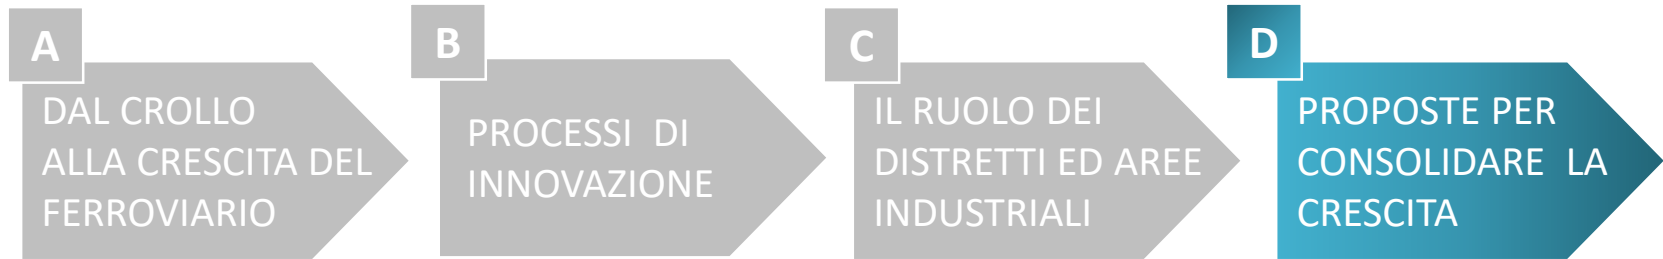 A
DAL CROLLO
ALLA CRESCITA DEL
FERROVIARIO
B
PROCESSI DI
INNOVAZIONE
C
IL RUOLO DEI
DISTRETTI ED AREE
INDUSTRIALI
D
PROPOSTE PER
CONSOLIDARE LA
CRESCITA